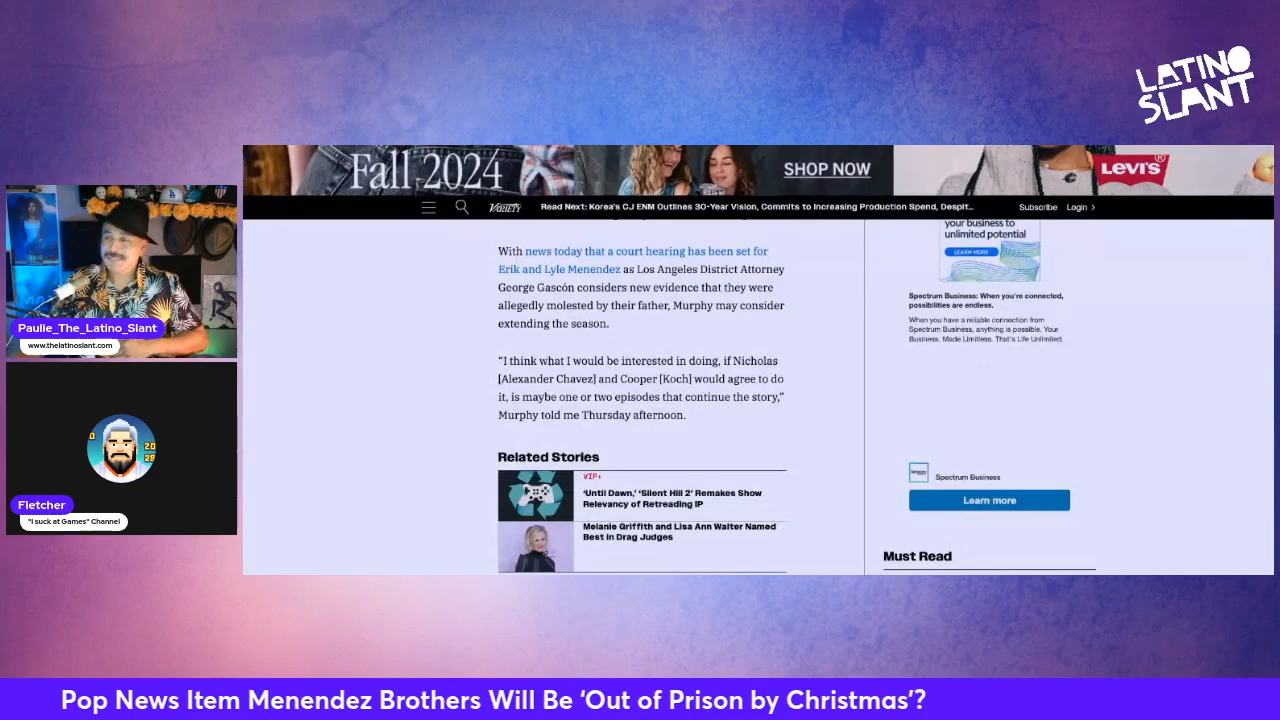 LATINO
SLANT
Fall 2024
SHOP NOW
LEVI'S®
VARIETY
Read Next: Korea's CJ ENM Outlines 30-Year Vision, Commits to Increasing Production Spend, Despit...
Subscribe
Login
With news today that a court hearing has been set for
Erik and Lyle Menendez as Los Angeles District Attorney
George Gascón considers new evidence that they were
allegedly molested by their father, Murphy may consider
extending the season.
“I think what I would be interested in doing, if Nicholas
[Alexander Chavez] and Cooper [Koch] would agree to do
it, is maybe one or two episodes that continue the story,”
Murphy told me Thursday afternoon.
Related Stories
VIP+
‘Until Dawn,’ ‘Silent Hill 2’ Remakes Show
Relevancy of Retreading IP
Melanie Griffith and Lisa Ann Walter Named
Best in Drag Judges
your business to
unlimited potential
LEARN MORE
Spectrum Business: When you're connected,
possibilities are endless.
When you have a reliable connection from
Spectrum Business, anything is possible. Your
Business. Made Limitless. That's Life Unlimited.
Spectrum Business
Learn more
Must Read
Paulie_The_Latino_Slant
www.thelatinoslant.com
20
Fletcher
"I suck at Games" Channel
Pop News Item Menendez Brothers Will Be ‘Out of Prison by Christmas’?